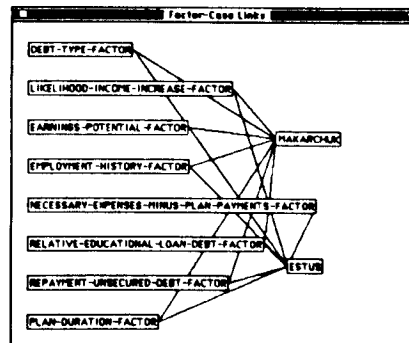 Factor-Case Links
DEBT-TYPE-FACTOR
LIKELIHOOD-INCOME-INCREASE-FACTOR
EARNINGS-POTENTIAL-FACTOR
MAKARCHUK
EMPLOYMENT-HISTORY-FACTOR
NECESSARY-EXPENSES-MINUS-PLAN-PAYMENTS-FACTOR
RELATIVE-EDUCATIONAL-LOAN-DEBT-FACTOR
ESTUS
REPAYMENT-UNSECURED-DEBT-FACTOR
PLAN-DURATION-FACTOR